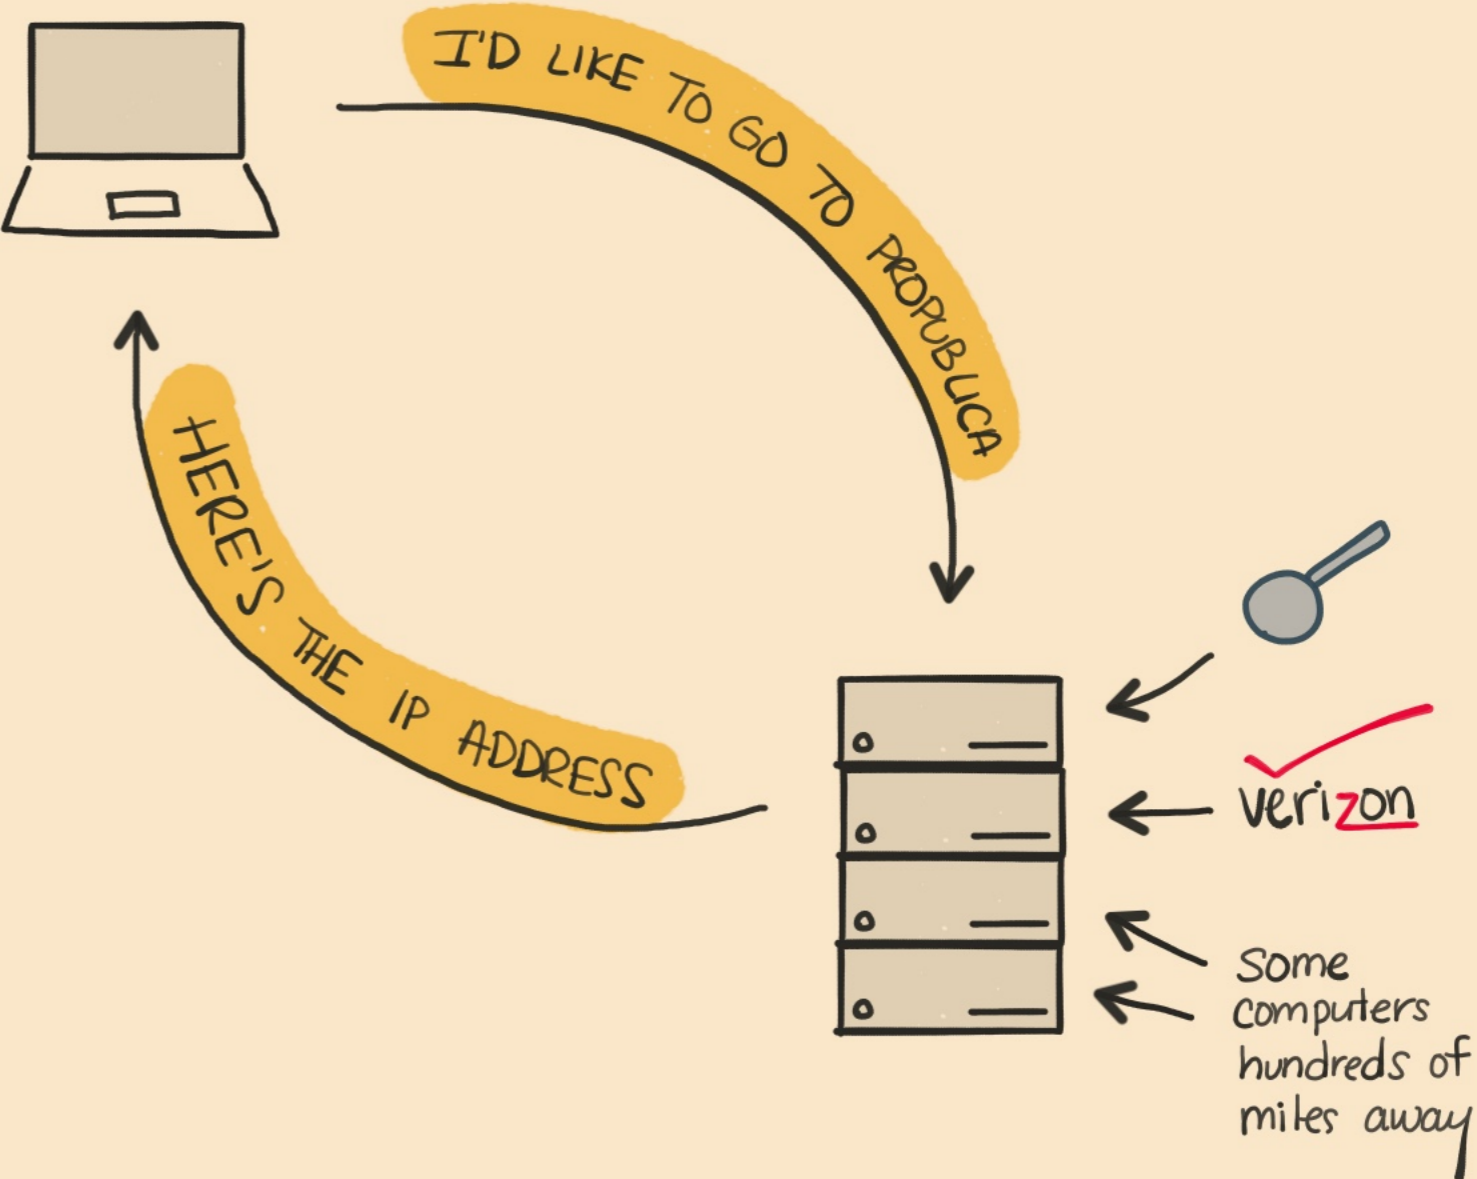 I'D LIKE TO GO TO PROPUBLICA
HERE'S THE IP ADDRESS
verizon
some
computers
hundreds of
miles away